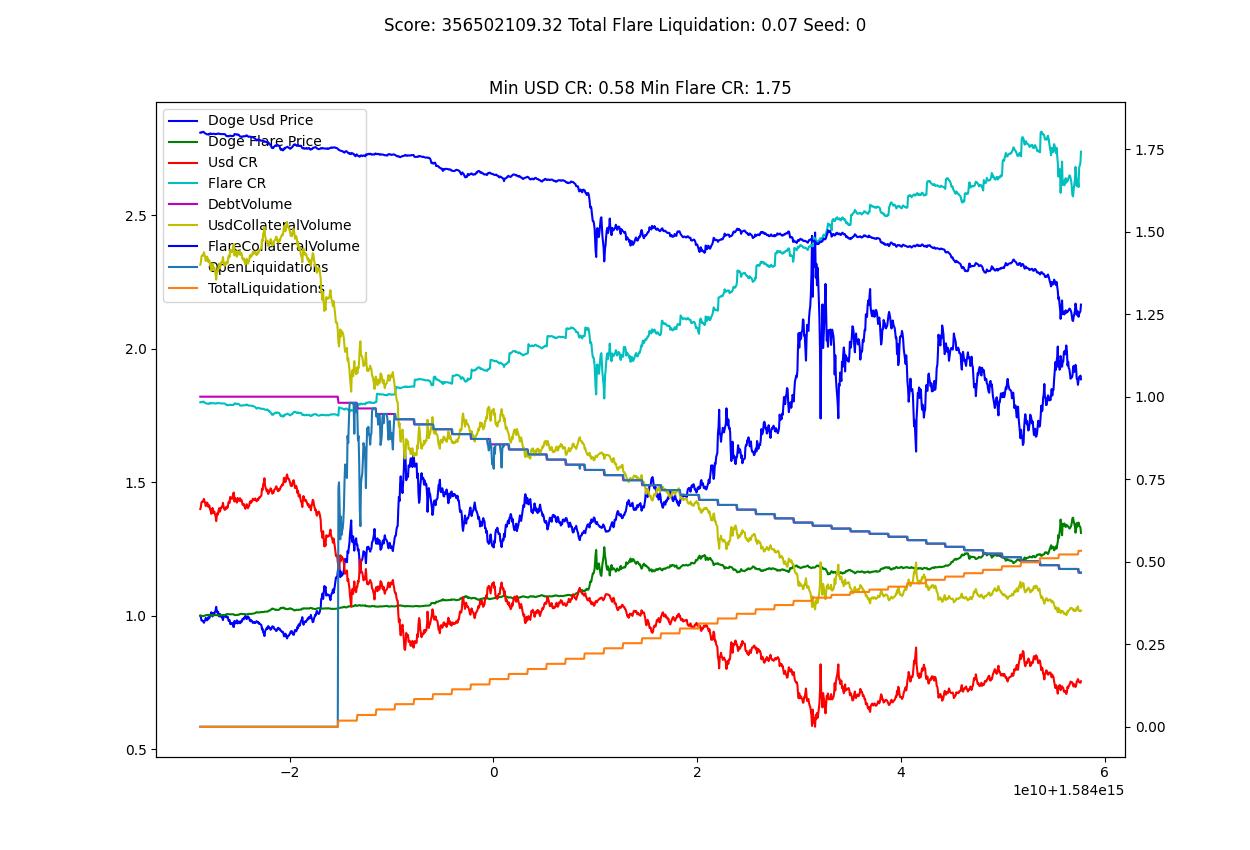 Score: 356502109.32 Total Flare Liquidation: 0.07 Seed: 0
Min USD CR: 0.58 Min Flare CR: 1.75
Doge Usd Price
Doge Flare Price
Usd CR
Flare CR
DebtVolume
UsdCollateralVolume
FlareCollateralVolume
OpenLiquidations
TotalLiquidations
2.5
2.0
1.5
1.0
0.5
1.75
1.50
1.25
1.00
0.75
0.50
0.25
0.00
−2 0 2 4 6
1e10+1.584e15